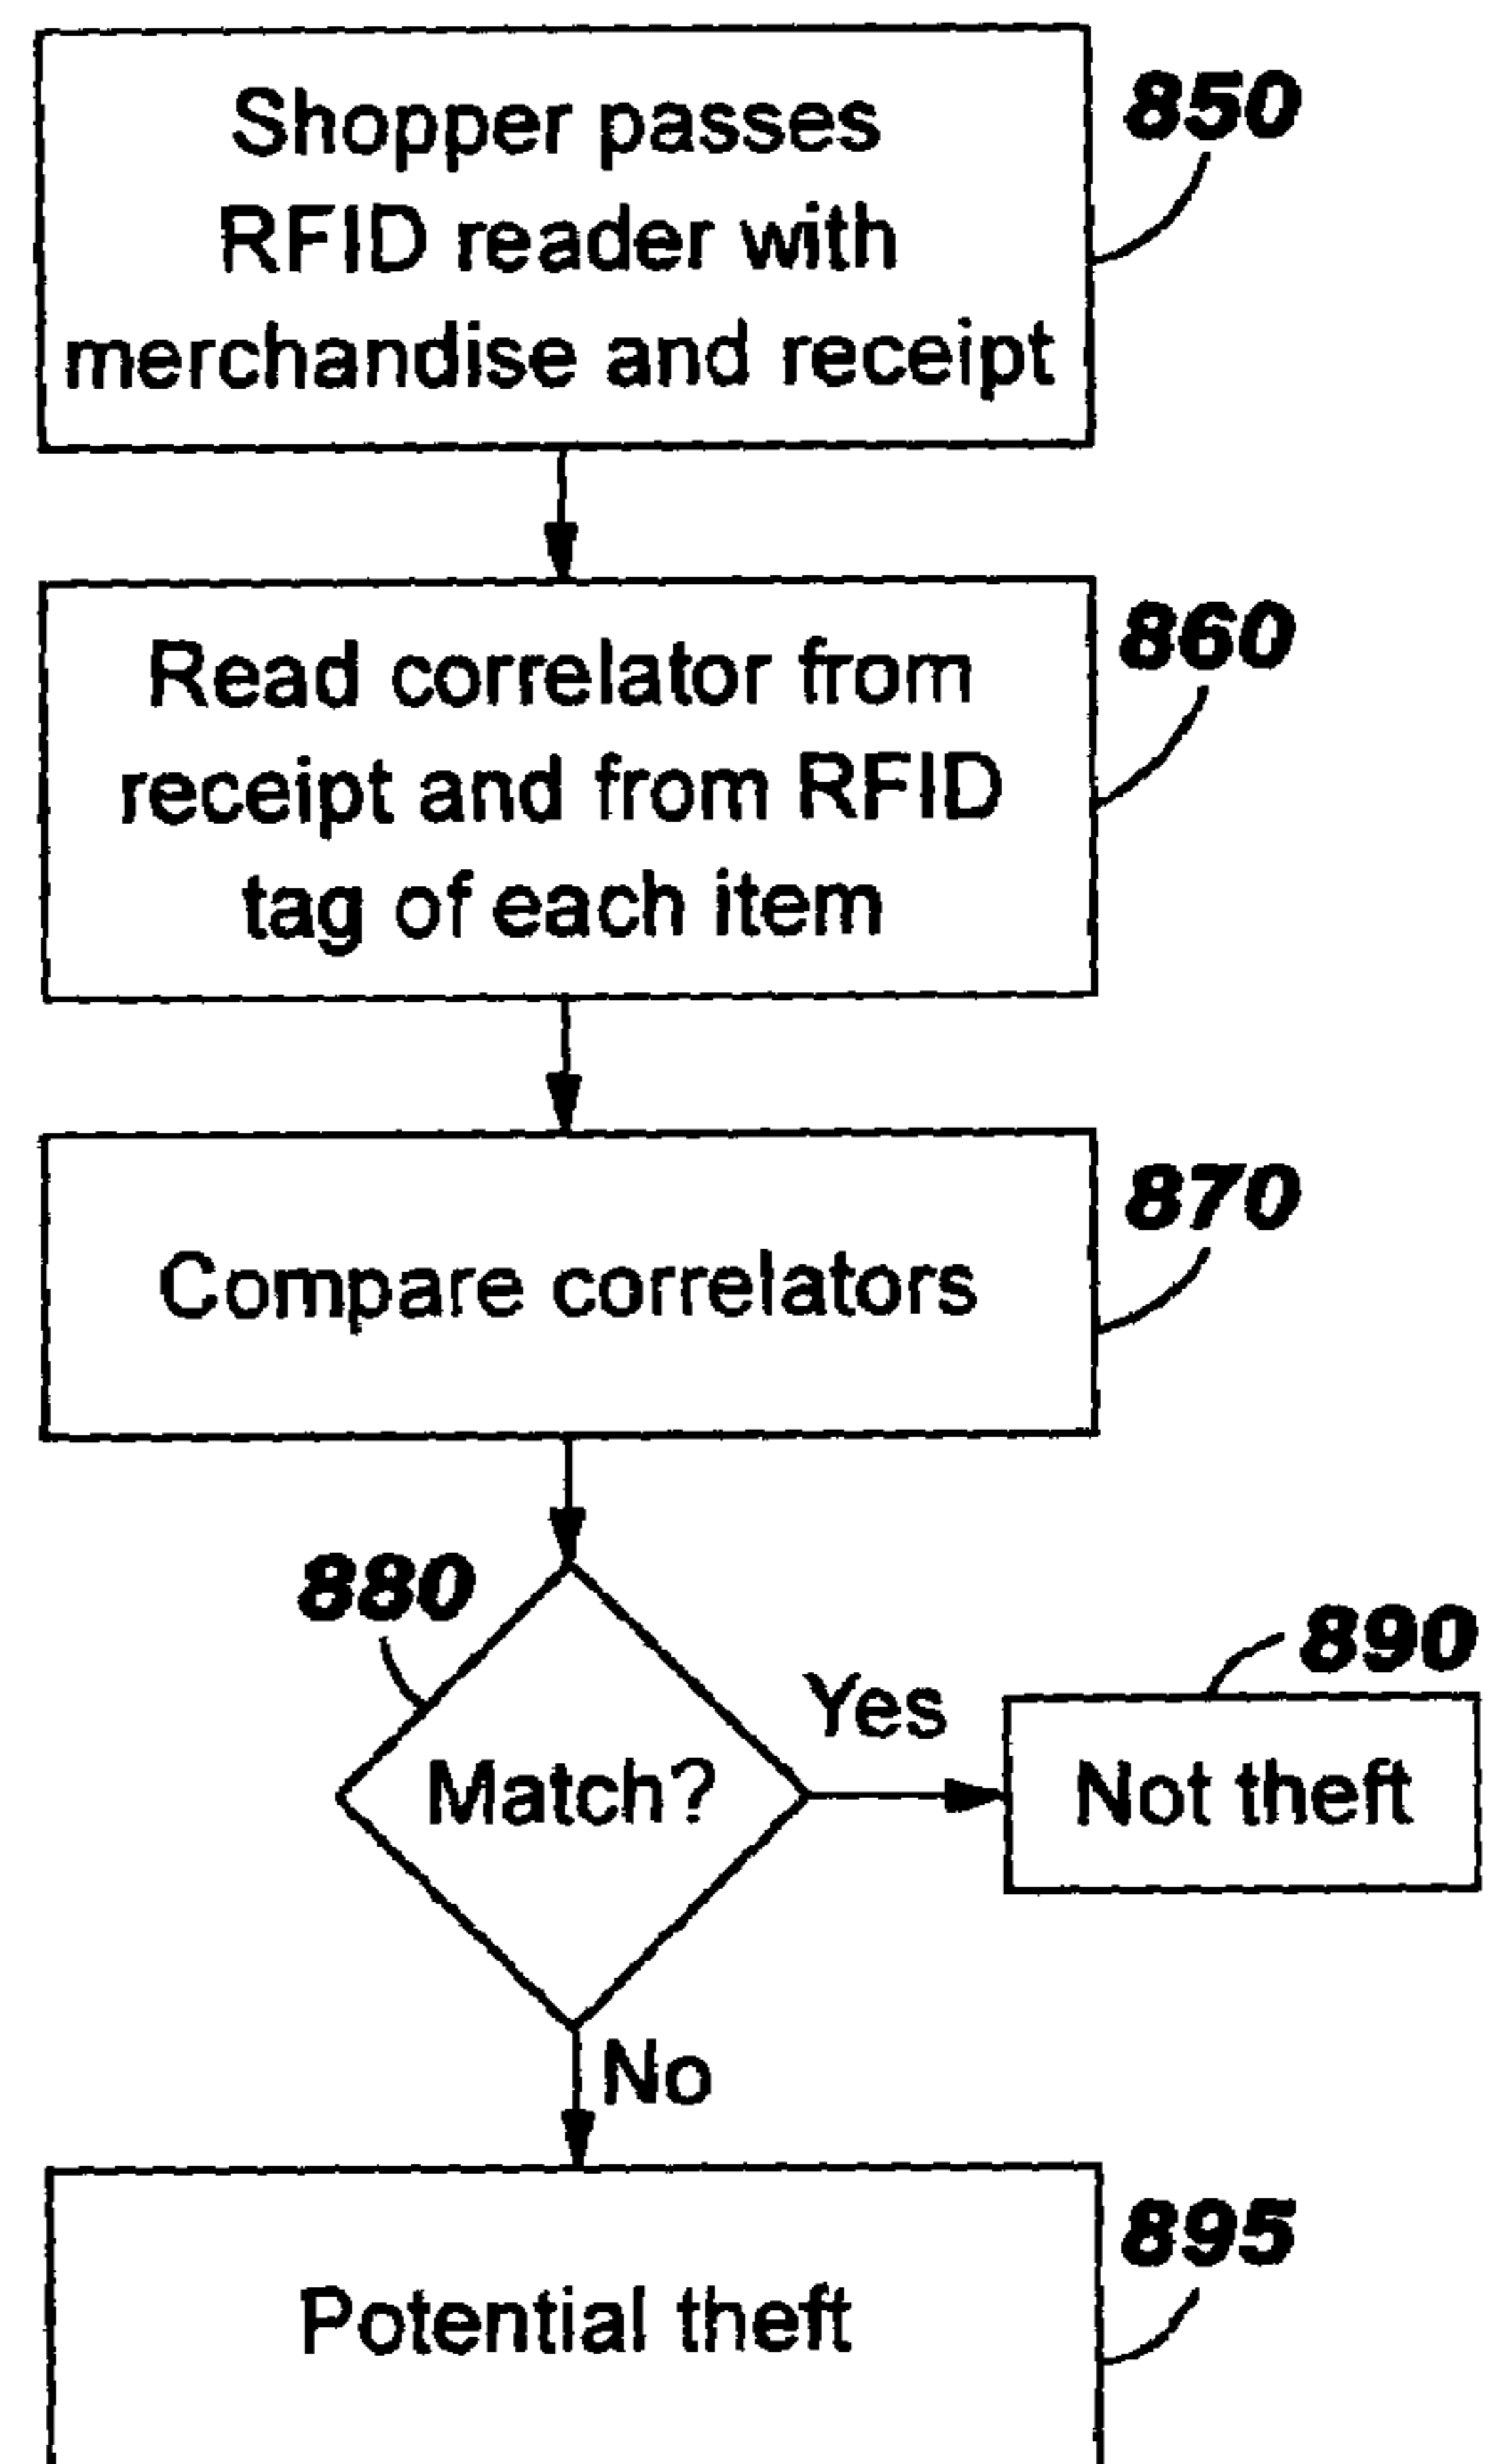 Shopper passes
RFID reader with
merchandise and receipt
850
Read correlator from
receipt and from RFID
tag of each item
860
Compare correlators
870
880
Match?
Yes
890
Not theft
No
Potential theft
895